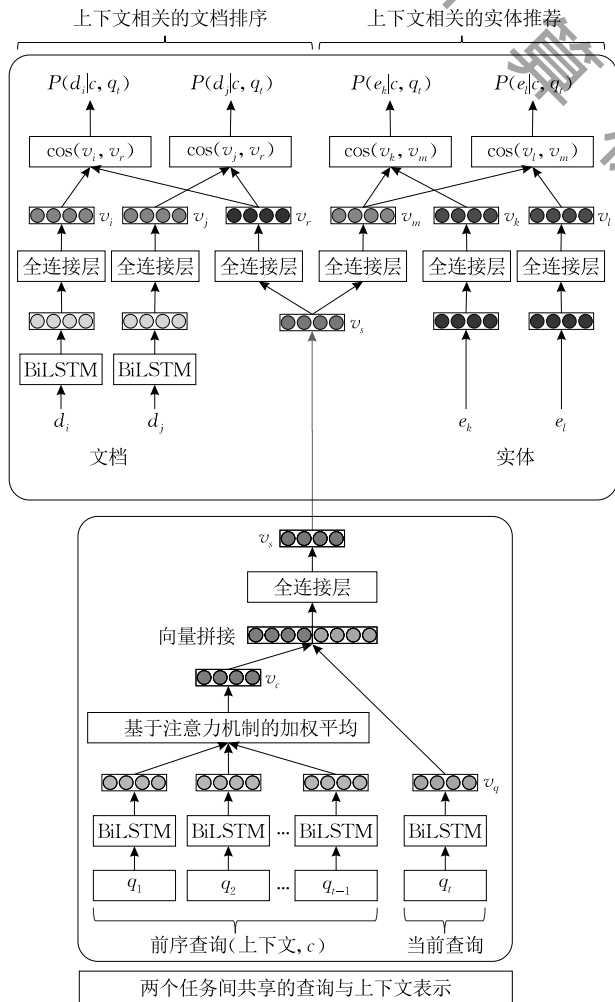 上下文相关的文档排序 上下文相关的实体推荐
P(d_i|c, q_t) P(d_j|c, q_t) P(e_k|c, q_t) P(e_l|c, q_t)
cos(v_i, v_r) cos(v_j, v_r) cos(v_k, v_m) cos(v_l, v_m)
v_i v_j v_r v_m v_k v_l
全连接层 全连接层 全连接层 全连接层 全连接层 全连接层
v_s
BiLSTM BiLSTM
d_i d_j e_k e_l
文档 实体
v_s
全连接层
向量拼接
v_c
基于注意力机制的加权平均
v_q
BiLSTM BiLSTM ... BiLSTM BiLSTM
q_1 q_2 ... q_{t-1} q_t
前序查询(上下文, c) 当前查询
两个任务间共享的查询与上下文表示
算